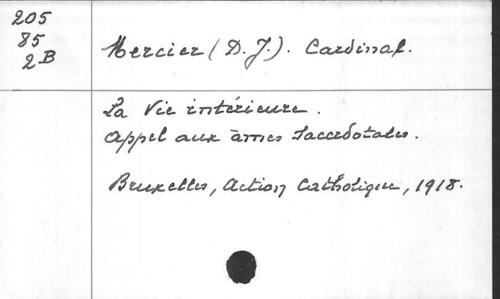 205
85
2B
Mercier (D. J.). Cardinal.
La Vie intérieure.
Appel aux âmes sacerdotales.
Bruxelles, Action Catholique, 1918.